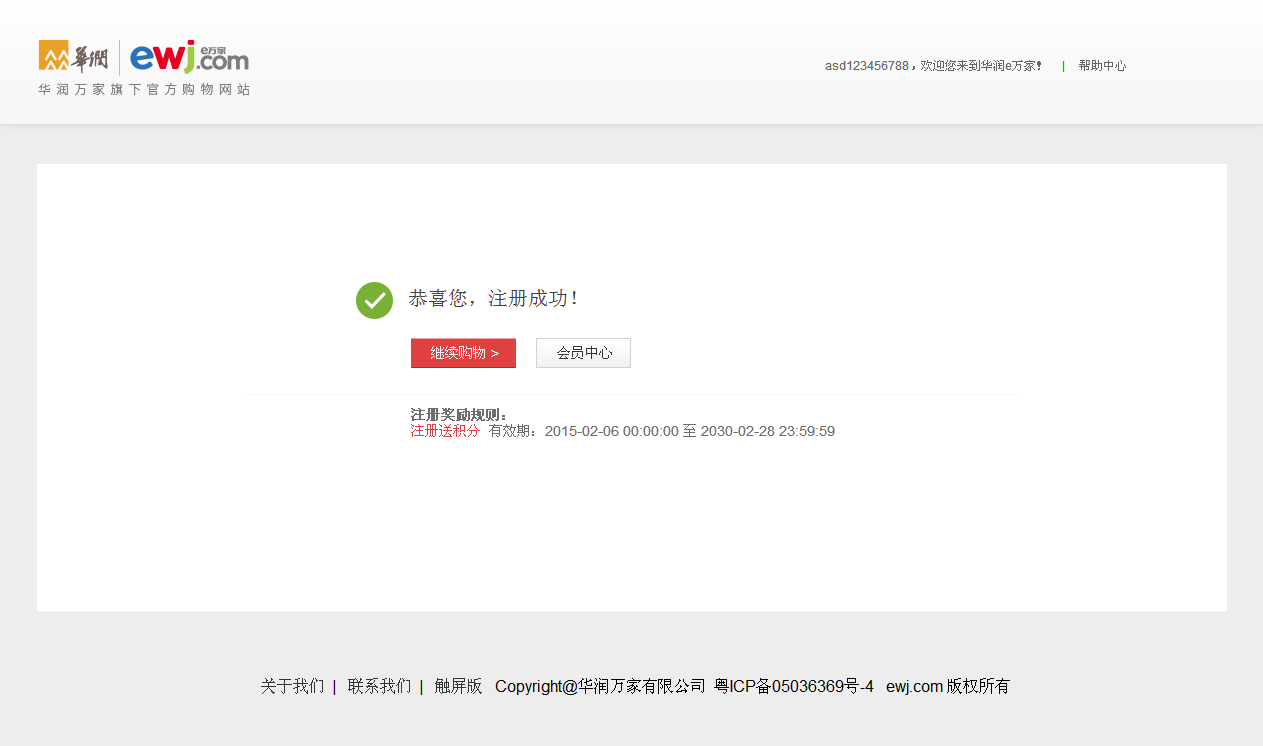 華潤 ewj.com e万家
华润万家旗下官方购物网站
asd123456788，欢迎您来到华润e万家! | 帮助中心
恭喜您，注册成功！
继续购物 > 会员中心
注册奖励规则：
注册送积分 有效期：2015-02-06 00:00:00 至 2030-02-28 23:59:59
关于我们 | 联系我们 | 触屏版 Copyright@华润万家有限公司 粤ICP备05036369号-4 ewj.com 版权所有